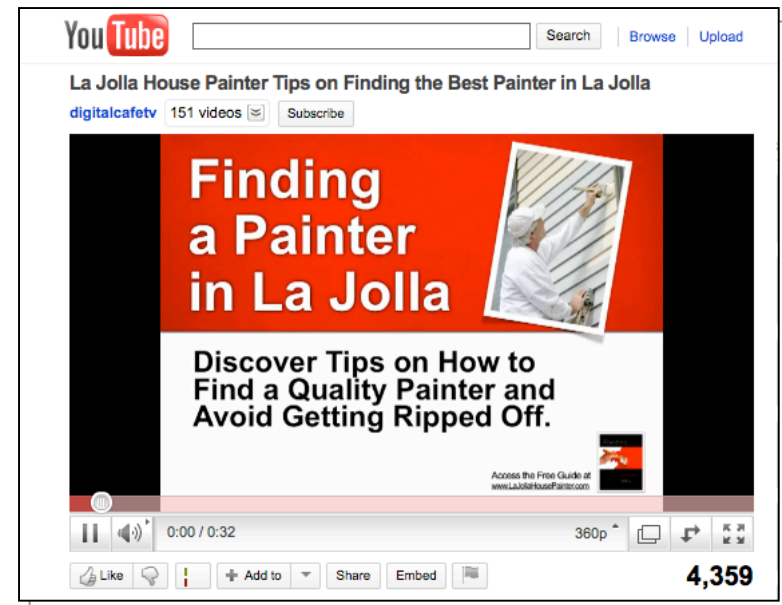 YouTube Search Browse Upload
La Jolla House Painter Tips on Finding the Best Painter in La Jolla
digitalcafetv 151 videos Subscribe
Finding
a Painter
in La Jolla
Discover Tips on How to
Find a Quality Painter and
Avoid Getting Ripped Off.
Access the Free Guide at
www.LaJollaHousePainter.com
0:00 / 0:32 360p
Like Add to Share Embed 4,359